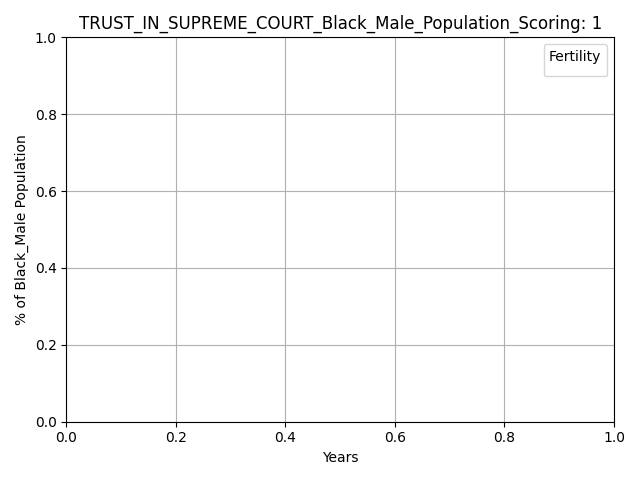 TRUST_IN_SUPREME_COURT_Black_Male_Population_Scoring: 1
Fertility
% of Black_Male Population
1.0
0.8
0.6
0.4
0.2
0.0
0.0 0.2 0.4 0.6 0.8 1.0
Years